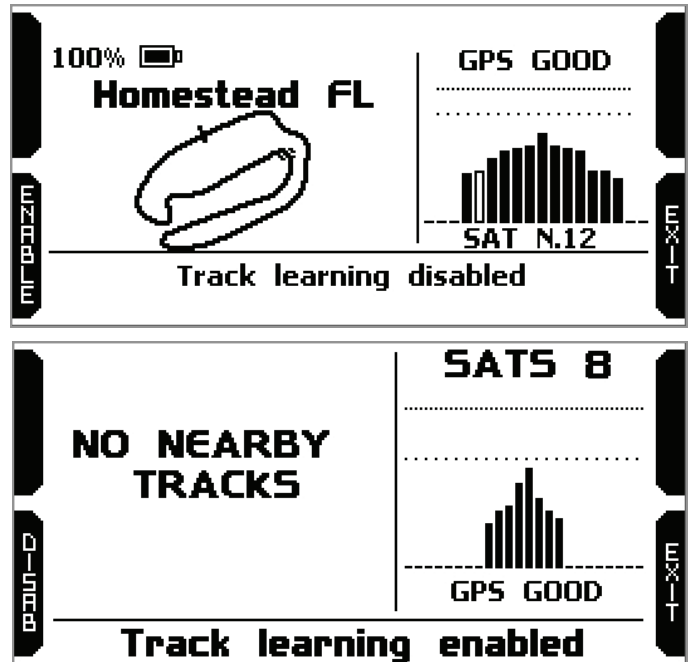 100%
GPS GOOD
Homestead FL
ENABLE
EXIT
SAT N.12
Track learning disabled
SATS 8
NO NEARBY
TRACKS
DISAB
EXIT
GPS GOOD
Track learning enabled